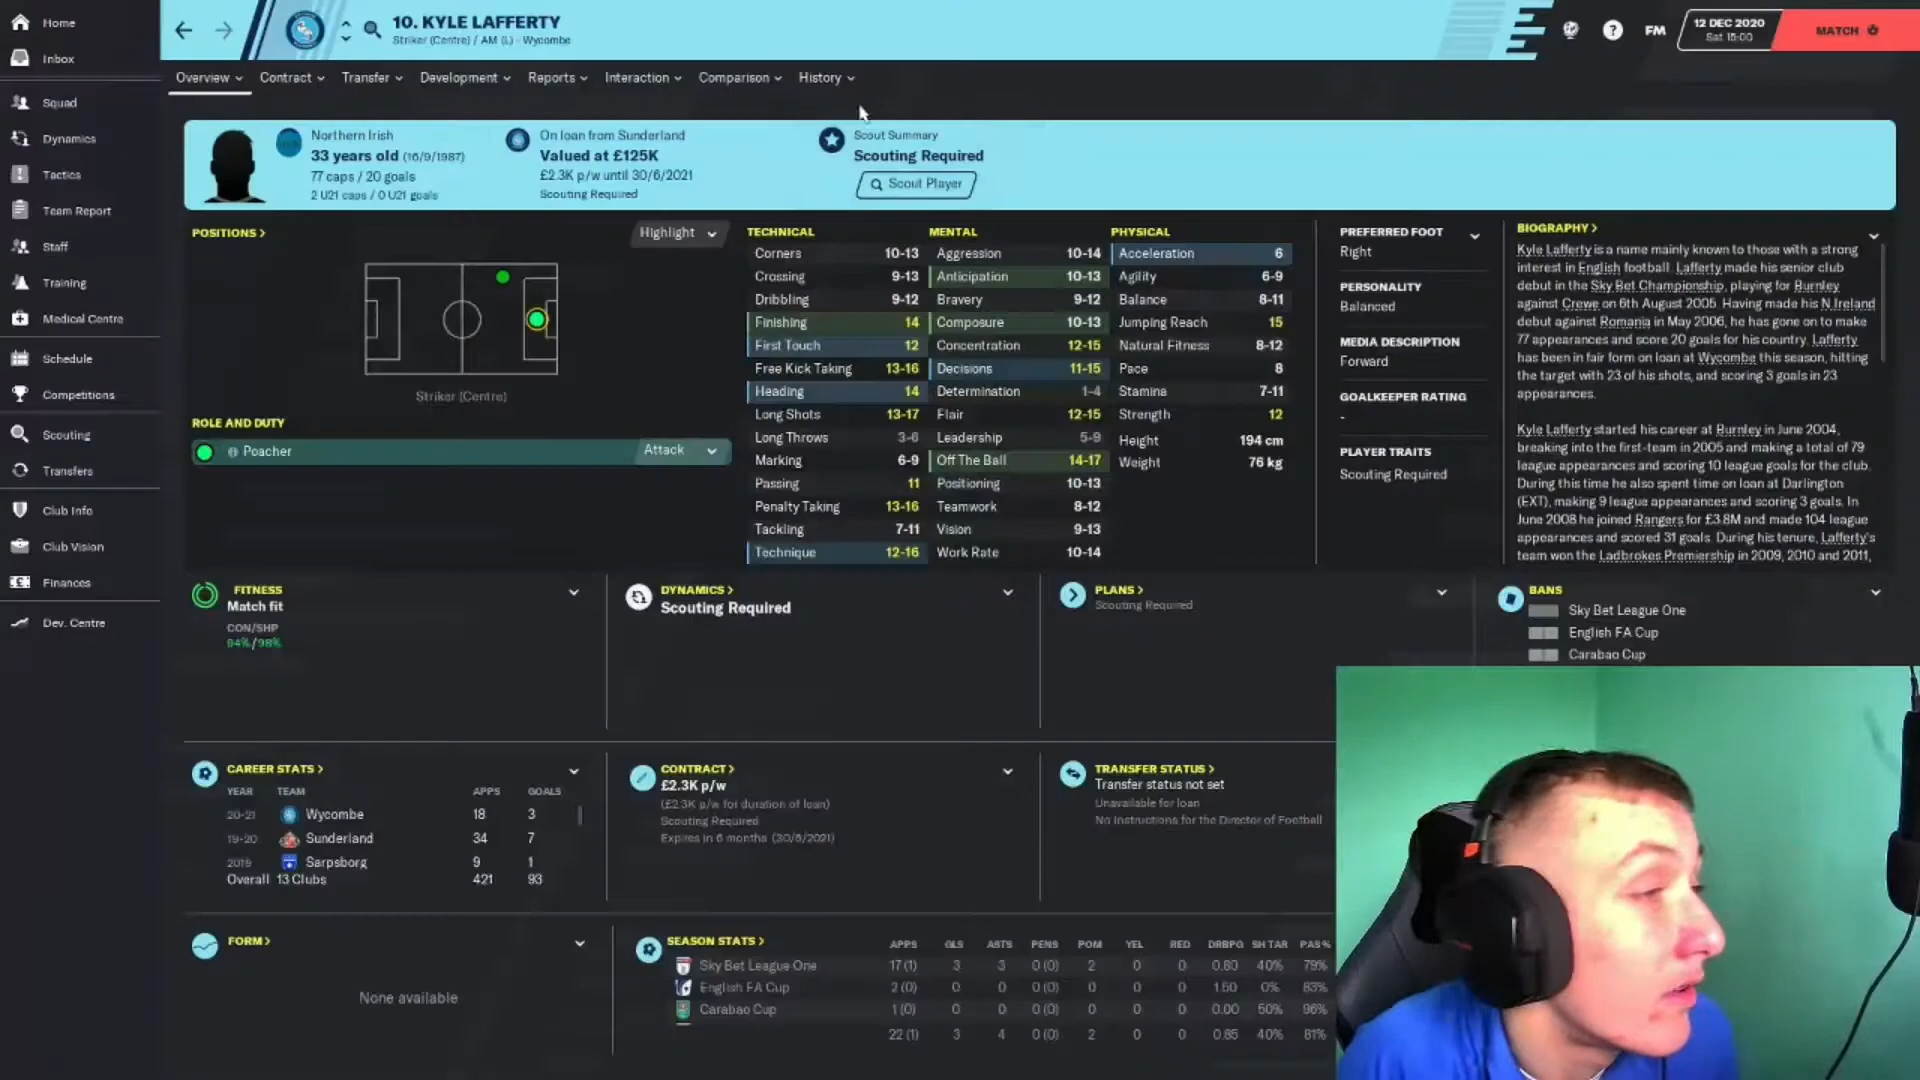 Home
Inbox
Squad
Dynamics
Tactics
Team Report
Staff
Training
Medical Centre
Schedule
Competitions
Scouting
Transfers
Club Info
Club Vision
Finances
Dev. Centre
10. KYLE LAFFERTY
Striker (Centre) / AM (L) - Wycombe
FM
12 DEC 2020
Sat 15:00
MATCH
Overview
Contract
Transfer
Development
Reports
Interaction
Comparison
History
Northern Irish
33 years old (16/9/1987)
77 caps / 20 goals
2 U21 caps / 0 U21 goals
On loan from Sunderland
Valued at £125K
£2.3K p/w until 30/6/2021
Scouting Required
Scout Summary
Scouting Required
Scout Player
POSITIONS >
Highlight
Striker (Centre)
ROLE AND DUTY
Poacher Attack
TECHNICAL
Corners 10-13
Crossing 9-13
Dribbling 9-12
Finishing 14
First Touch 12
Free Kick Taking 13-16
Heading 14
Long Shots 13-17
Long Throws 3-6
Marking 6-9
Passing 11
Penalty Taking 13-16
Tackling 7-11
Technique 12-16
MENTAL
Aggression 10-14
Anticipation 10-13
Bravery 9-12
Composure 10-13
Concentration 12-15
Decisions 11-15
Determination 1-4
Flair 12-15
Leadership 5-9
Off The Ball 14-17
Positioning 10-13
Teamwork 8-12
Vision 9-13
Work Rate 10-14
PHYSICAL
Acceleration 6
Agility 6-9
Balance 8-11
Jumping Reach 15
Natural Fitness 8-12
Pace 8
Stamina 7-11
Strength 12
Height 194 cm
Weight 76 kg
PREFERRED FOOT
Right
PERSONALITY
Balanced
MEDIA DESCRIPTION
Forward
GOALKEEPER RATING
-
PLAYER TRAITS
Scouting Required
BIOGRAPHY >
Kyle Lafferty is a name mainly known to those with a strong
interest in English football. Lafferty made his senior club
debut in the Sky Bet Championship, playing for Burnley
against Crewe on 6th August 2005. Having made his N.Ireland
debut against Romania in May 2006, he has gone on to make
77 appearances and score 20 goals for his country. Lafferty
has been in fair form on loan at Wycombe this season, hitting
the target with 23 of his shots, and scoring 3 goals in 23
appearances.
Kyle Lafferty started his career at Burnley in June 2004,
breaking into the first-team in 2005 and making a total of 79
league appearances and scoring 10 league goals for the club.
During this time he also spent time on loan at Darlington
(EXT), making 9 league appearances and scoring 3 goals. In
June 2008 he joined Rangers for £3.8M and made 104 league
appearances and scored 31 goals. During his tenure, Lafferty's
team won the Ladbrokes Premiership in 2009, 2010 and 2011,
FITNESS
Match fit
CON/SHP
94%/98%
DYNAMICS >
Scouting Required
PLANS >
Scouting Required
BANS
Sky Bet League One
English FA Cup
Carabao Cup
CAREER STATS >
YEAR TEAM APPS GOALS
20-21 Wycombe 18 3
19-20 Sunderland 34 7
2019 Sarpsborg 9 1
Overall 13 Clubs 421 93
CONTRACT >
£2.3K p/w
(£2.3K p/w for duration of loan)
Scouting Required
Expires in 6 months (30/6/2021)
TRANSFER STATUS >
Transfer status not set
Unavailable for loan
No instructions for the Director of Football
FORM >
None available
SEASON STATS >
APPS GLS ASTS PENS POM YEL RED DRBPG SH TAR PAS%
Sky Bet League One 17 (1) 3 3 0 (0) 2 0 0 0.80 40% 79%
English FA Cup 2 (0) 0 0 0 (0) 0 0 0 1.50 0% 83%
Carabao Cup 1 (0) 0 0 0 (0) 0 0 0 0.00 50% 96%
22 (1) 3 4 0 (0) 2 0 0 0.85 40% 81%